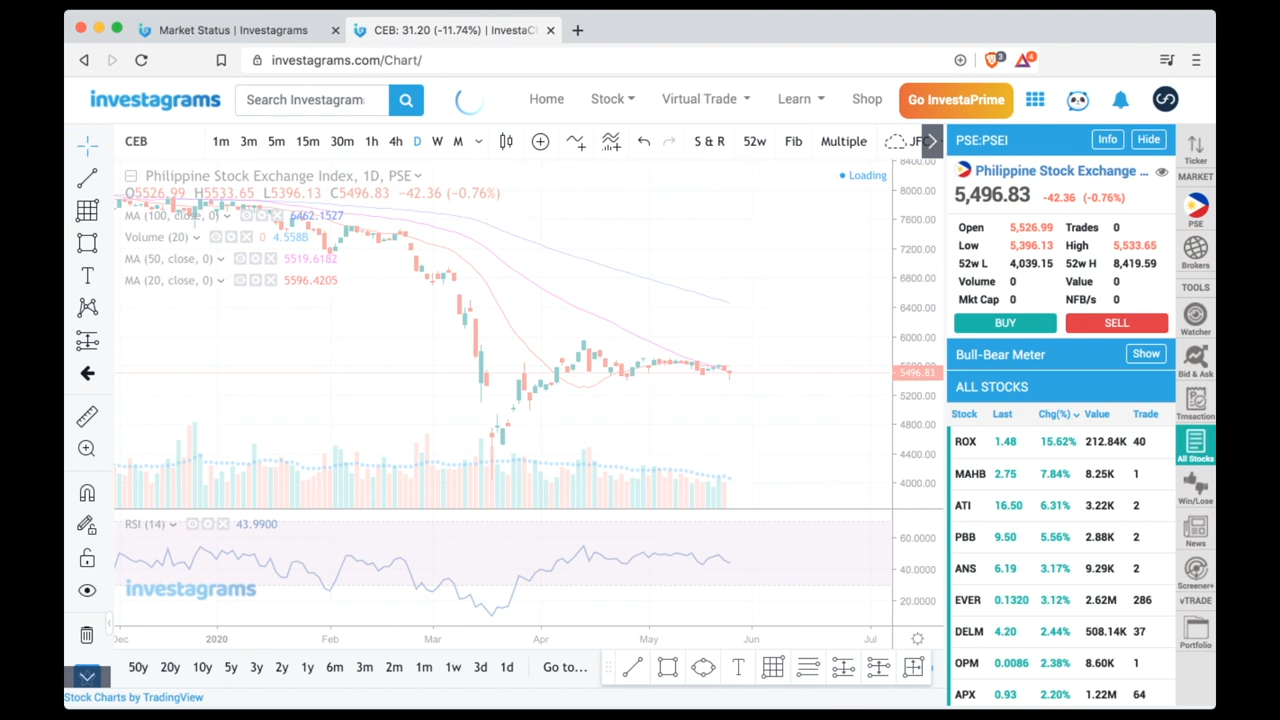 Market Status | Investagrams
CEB: 31.20 (-11.74%) | InvestaCh
investagrams.com/Chart/
3
4
investagrams
Search Investagrams
Home
Stock
Virtual Trade
Learn
Shop
Go InvestaPrime
CEB
1m 3m 5m 15m 30m 1h 4h D W M
S & R
52w
Fib
Multiple
JFC
Philippine Stock Exchange Index, 1D, PSE
O5526.99 H5533.65 L5396.13 C5496.83 -42.36 (-0.76%)
MA (100, close, 0) 6462.1527
Volume (20) 0 4.558B
MA (50, close, 0) 5519.6182
MA (20, close, 0) 5596.4205
Loading
8400.00
8000.00
7600.00
7200.00
6800.00
6400.00
6000.00
5600.00
5496.83
5200.00
4800.00
4400.00
4000.00
RSI (14) 43.9900
60.0000
40.0000
20.0000
investagrams
Dec 2020 Feb Mar Apr May Jun Jul
50y 20y 10y 5y 3y 2y 1y 6m 3m 2m 1m 1w 3d 1d Go to...
T
T
Stock Charts by TradingView
PSE:PSEI
Info
Hide
Philippine Stock Exchange ...
5,496.83 -42.36 (-0.76%)
Open 5,526.99 Trades 0
Low 5,396.13 High 5,533.65
52w L 4,039.15 52w H 8,419.59
Volume 0 Value 0
Mkt Cap 0 NFB/s 0
BUY
SELL
Bull-Bear Meter
Show
ALL STOCKS
Stock Last Chg(%) Value Trade
ROX 1.48 15.62% 212.84K 40
MAHB 2.75 7.84% 8.25K 1
ATI 16.50 6.31% 3.22K 2
PBB 9.50 5.56% 2.88K 2
ANS 6.19 3.17% 9.29K 2
EVER 0.1320 3.12% 2.62M 286
DELM 4.20 2.44% 508.14K 37
OPM 0.0086 2.38% 8.60K 1
APX 0.93 2.20% 1.22M 64
Ticker
MARKET
PSE
Brokers
TOOLS
Watcher
Bid & Ask
Trnsaction
All Stocks
Win/Lose
News
Screener+
vTRADE
Portfolio